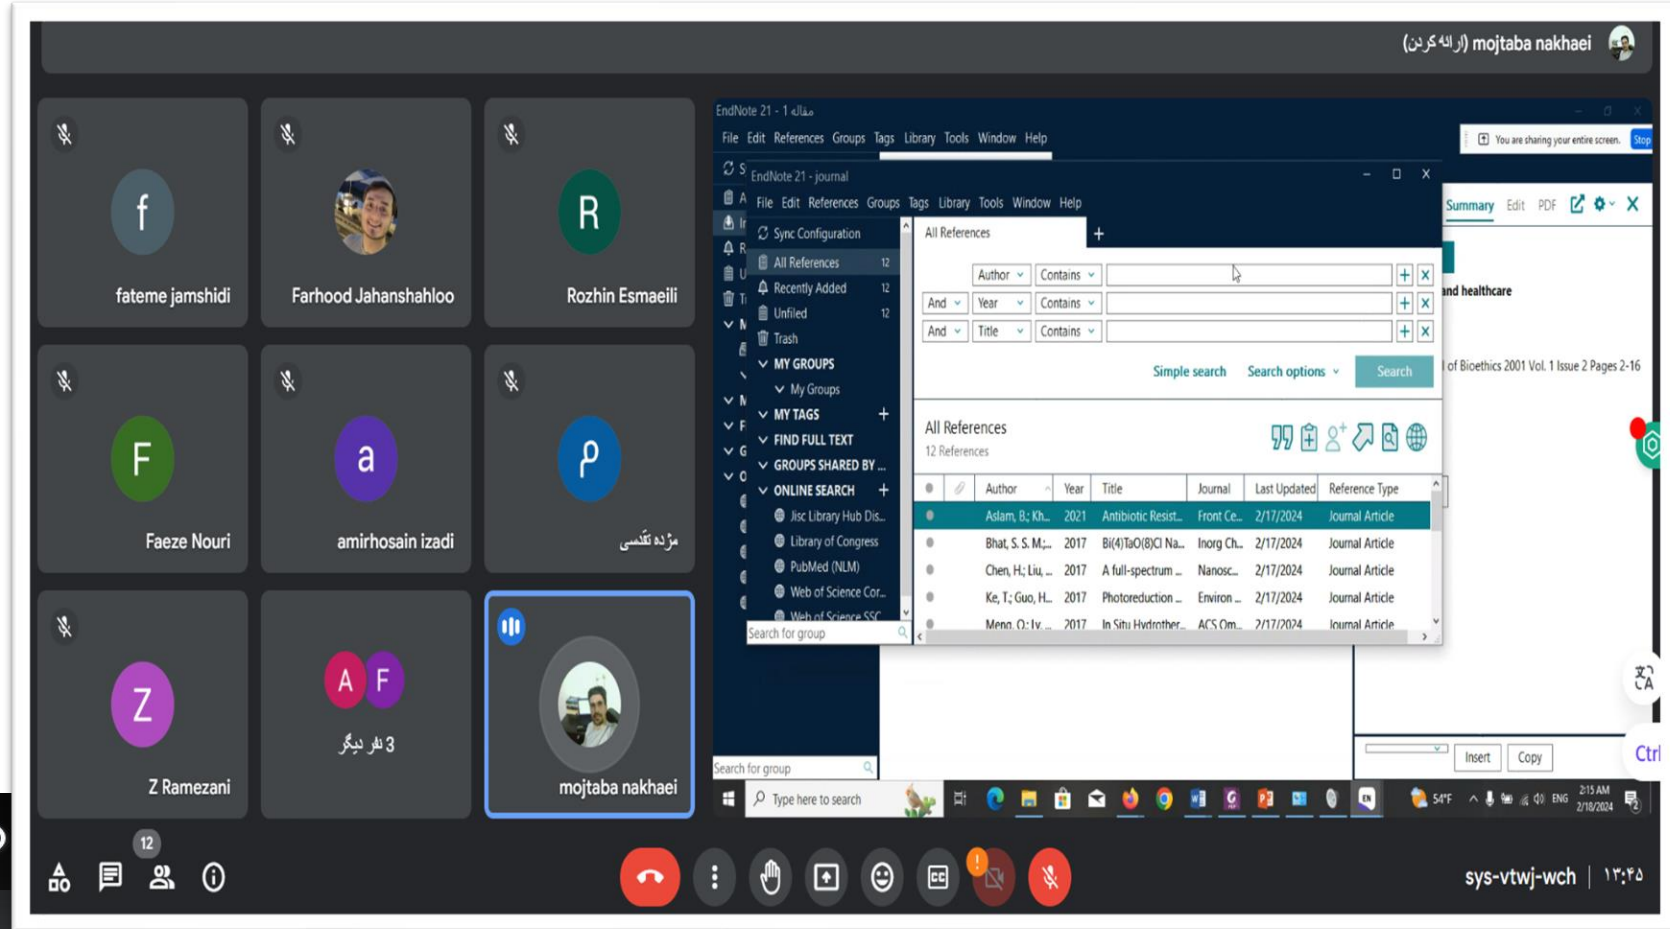 mojtaba nakhaei (ارائه کردن)
f
fateme jamshidi
Farhood Jahanshahloo
R
Rozhin Esmaeili
F
Faeze Nouri
a
amirhosain izadi
م
مژده تقدسی
Z
Z Ramezani
A F
3 نفر دیگر
mojtaba nakhaei
EndNote 21 - مقاله 1
File Edit References Groups Tags Library Tools Window Help
You are sharing your entire screen. Stop
EndNote 21 - journal
File Edit References Groups Tags Library Tools Window Help
Summary Edit PDF
Sync Configuration
All References 12
Recently Added 12
Unfiled 12
Trash
MY GROUPS
My Groups
MY TAGS
FIND FULL TEXT
GROUPS SHARED BY ...
ONLINE SEARCH
Jisc Library Hub Dis...
Library of Congress
PubMed (NLM)
Web of Science Cor...
Web of Science SSC
Search for group
All References
Author Contains
And Year Contains
And Title Contains
Simple search Search options Search
All References
12 References
Author Year Title Journal Last Updated Reference Type
Aslam, B.; Kh... 2021 Antibiotic Resist... Front Ce... 2/17/2024 Journal Article
Bhat, S. S. M.;... 2017 Bi(4)TaO(8)Cl Na... Inorg Ch... 2/17/2024 Journal Article
Chen, H.; Liu, ... 2017 A full-spectrum ... Nanosc... 2/17/2024 Journal Article
Ke, T.; Guo, H... 2017 Photoreduction ... Environ ... 2/17/2024 Journal Article
Meng, Q.; Lv, ... 2017 In Situ Hydrother... ACS Om... 2/17/2024 Journal Article
and healthcare
l of Bioethics 2001 Vol. 1 Issue 2 Pages 2-16
Insert Copy
Ctrl
Search for group
Type here to search
54°F ENG 2:15 AM
2/18/2024
12
sys-vtwj-wch | ۱۳:۴۵